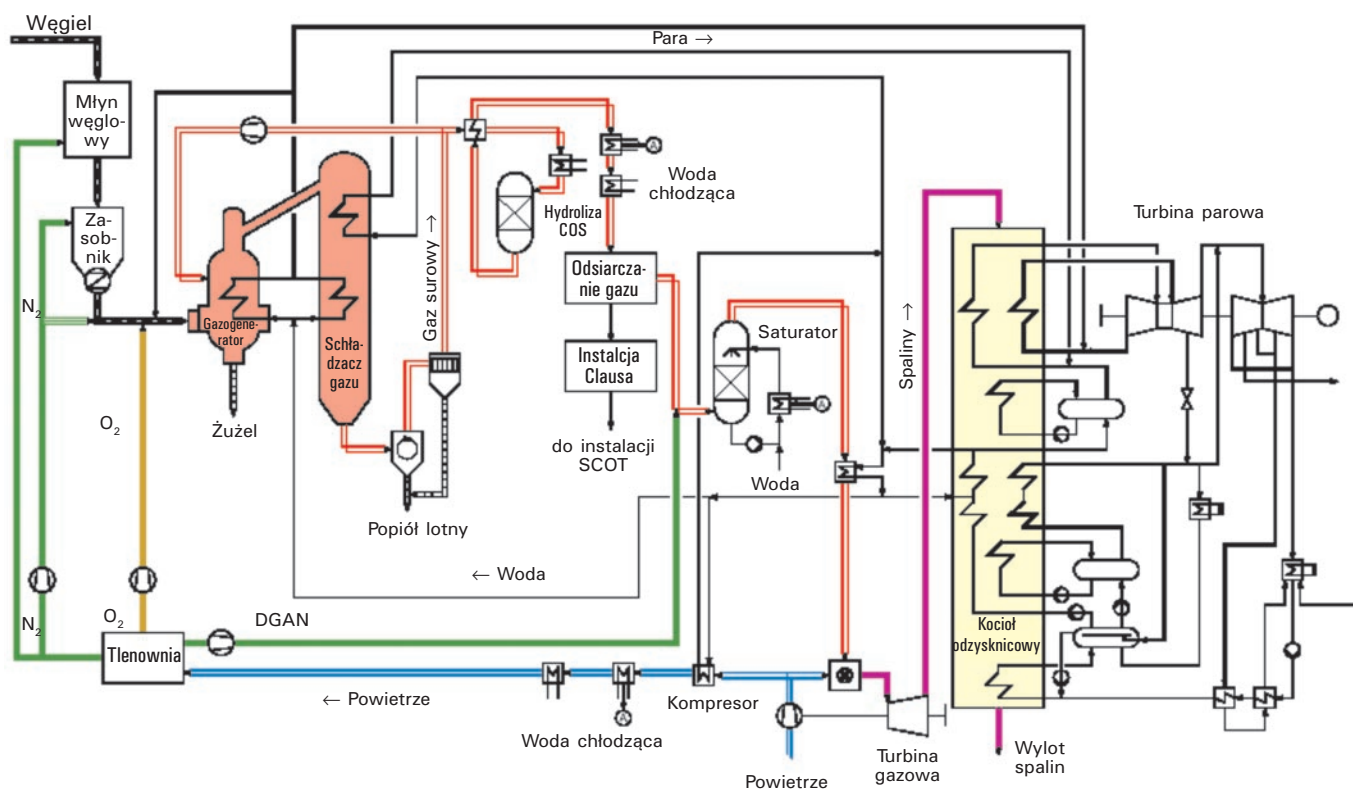 Węgiel
Para →
Młyn
węglo-
wy
Za-
sob-
nik
N2
Gazogene-
rator
Schła-
dzacz
gazu
Gaz surowy →
Hydroliza
COS
A
Woda
chłodząca
Odsiarcza-
nie gazu
Instalcja
Clausa
do instalacji
SCOT
Saturator
A
Woda
Spaliny →
Turbina parowa
Żużel
O2
Popiół lotny
← Woda
O2
N2
DGAN
Tlenownia
Kocioł
odzysknicowy
← Powietrze
A
Woda chłodząca
Kompresor
Powietrze
Turbina
gazowa
Wylot
spalin